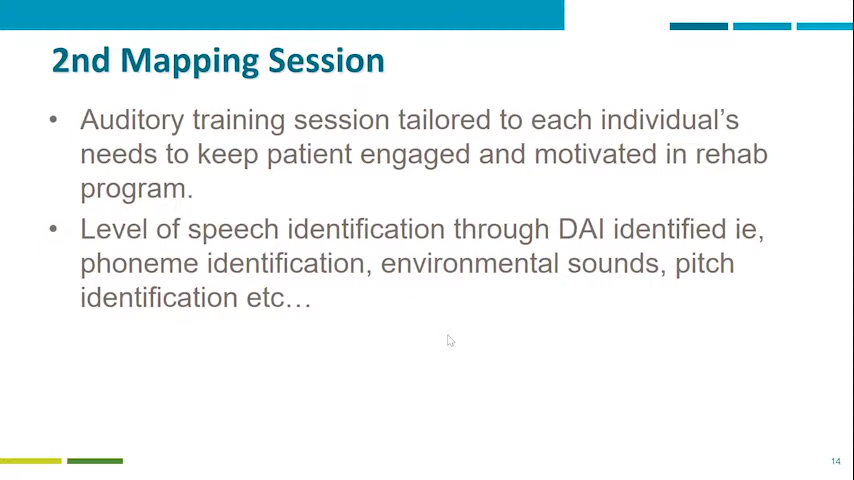 2nd Mapping Session
• Auditory training session tailored to each individual’s
needs to keep patient engaged and motivated in rehab
program.
• Level of speech identification through DAI identified ie,
phoneme identification, environmental sounds, pitch
identification etc…
14